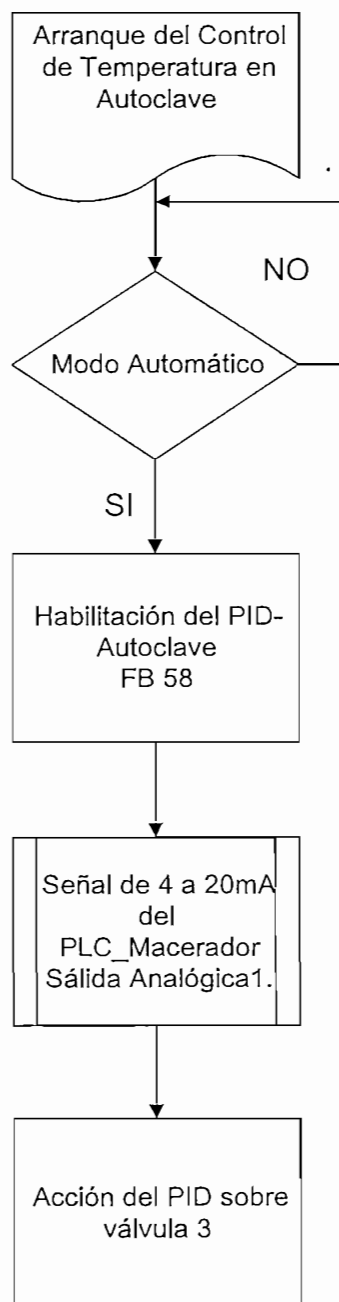 Arranque del Control
de Temperatura en
Autoclave
NO
Modo Automático
SI
Habilitación del PID-
Autoclave
FB 58
Señal de 4 a 20mA
del
PLC_Macerador
Sálida Analógica1.
Acción del PID sobre
válvula 3